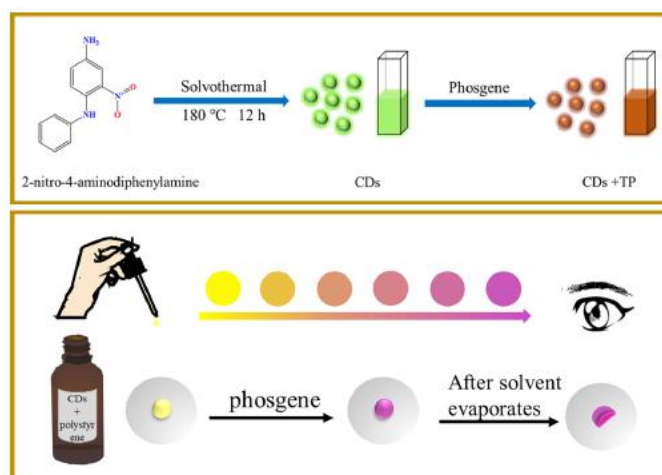 NH₂
O
N⁺
NH
O⁻
Solvothermal
180 °C 12 h
Phosgene
2-nitro-4-aminodiphenylamine
CDs
CDs +TP
CDs
+
polystyr
ene
phosgene
After solvent
evaporates